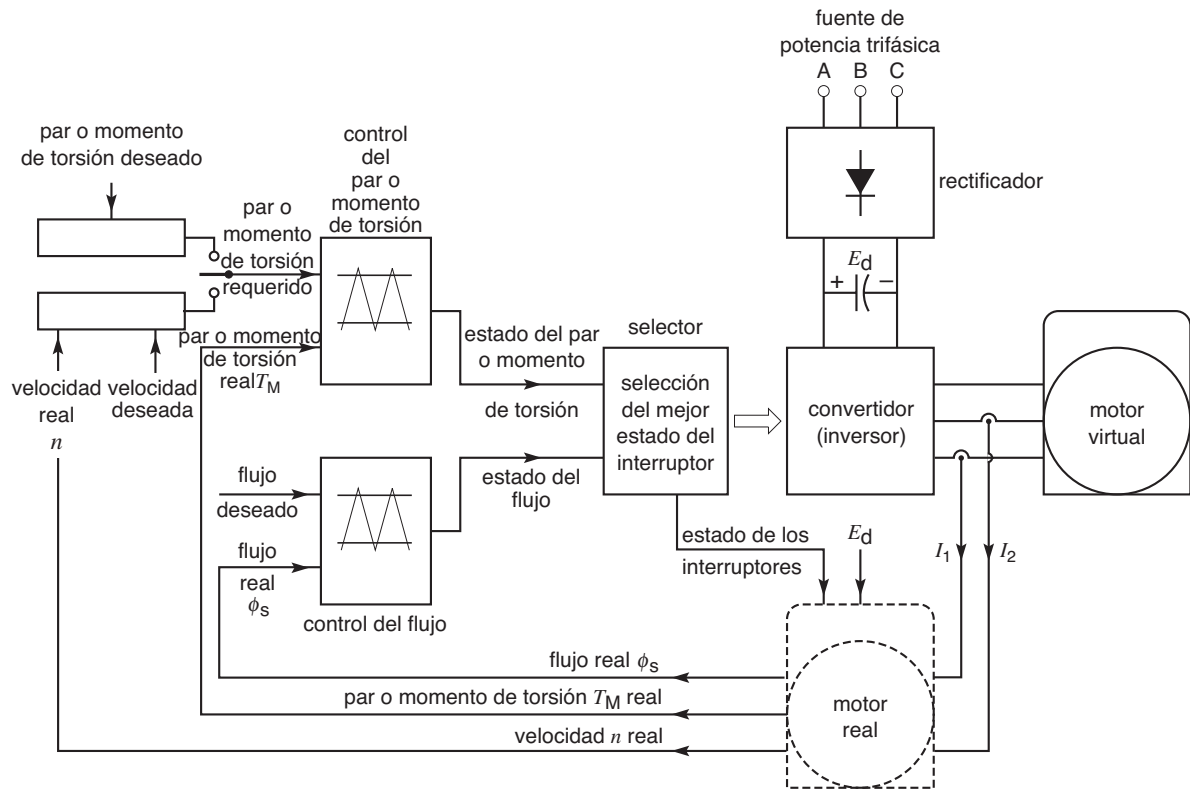 fuente de
potencia trifásica
A B C
rectificador
E_d
+ −
par o momento
de torsión deseado
par o
momento
de torsión
requerido
control
del
par o
momento
de torsión
par o momento
de torsión
real T_M
velocidad
real
n
velocidad
deseada
estado del par
o momento
de torsión
selector
selección
del mejor
estado del
interruptor
convertidor
(inversor)
motor
virtual
flujo
deseado
flujo
real
ϕ_s
control del flujo
estado del
flujo
estado de los
interruptores
E_d
I_1
I_2
motor
real
flujo real ϕ_s
par o momento de torsión T_M real
velocidad n real